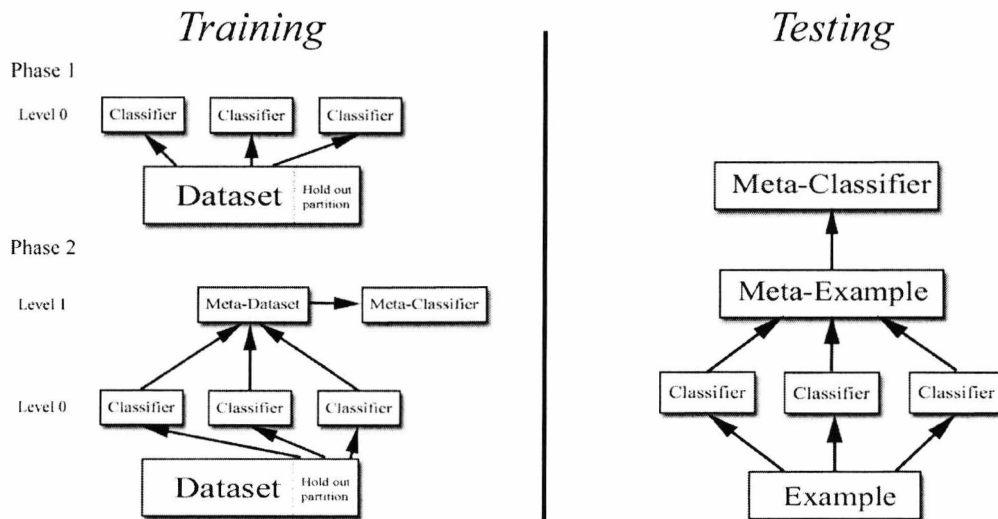 Training
Phase 1
Level 0
Classifier
Classifier
Classifier
Dataset
Hold out
partition
Phase 2
Level 1
Meta-Dataset
Meta-Classifier
Level 0
Classifier
Classifier
Classifier
Dataset
Hold out
partition
Testing
Meta-Classifier
Meta-Example
Classifier
Classifier
Classifier
Example